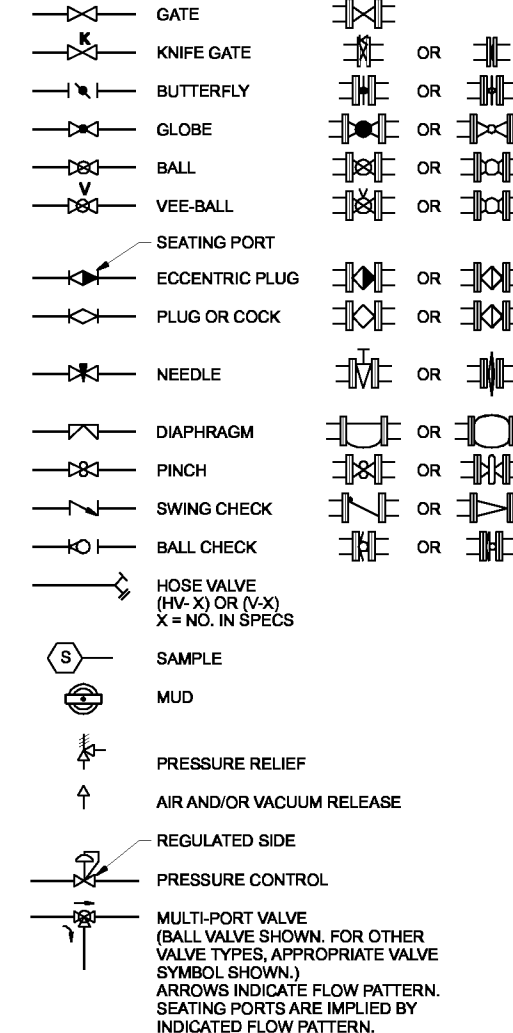 GATE
K
KNIFE GATE OR
BUTTERFLY OR
GLOBE OR
BALL OR
V
VEE-BALL V OR
SEATING PORT
ECCENTRIC PLUG OR
PLUG OR COCK OR
NEEDLE OR
DIAPHRAGM OR
PINCH OR
SWING CHECK OR
BALL CHECK OR
HOSE VALVE
(HV- X) OR (V-X)
X = NO. IN SPECS
S SAMPLE
MUD
PRESSURE RELIEF
AIR AND/OR VACUUM RELEASE
REGULATED SIDE
PRESSURE CONTROL
MULTI-PORT VALVE
(BALL VALVE SHOWN. FOR OTHER
VALVE TYPES, APPROPRIATE VALVE
SYMBOL SHOWN.)
ARROWS INDICATE FLOW PATTERN.
SEATING PORTS ARE IMPLIED BY
INDICATED FLOW PATTERN.